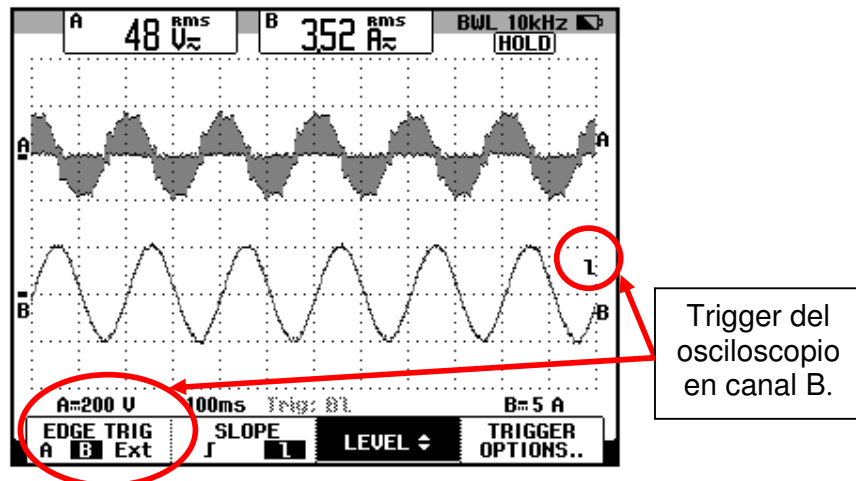 A 48 rms V≂ B 3.52 rms A≂ BWL 10kHz
HOLD
A A
B B
Trigger del
osciloscopio
en canal B.
A=200 V 100ms Trig: Bʅ B=5 A
EDGE TRIG SLOPE LEVEL ≑ TRIGGER
A B Ext ʃ ʅ OPTIONS..